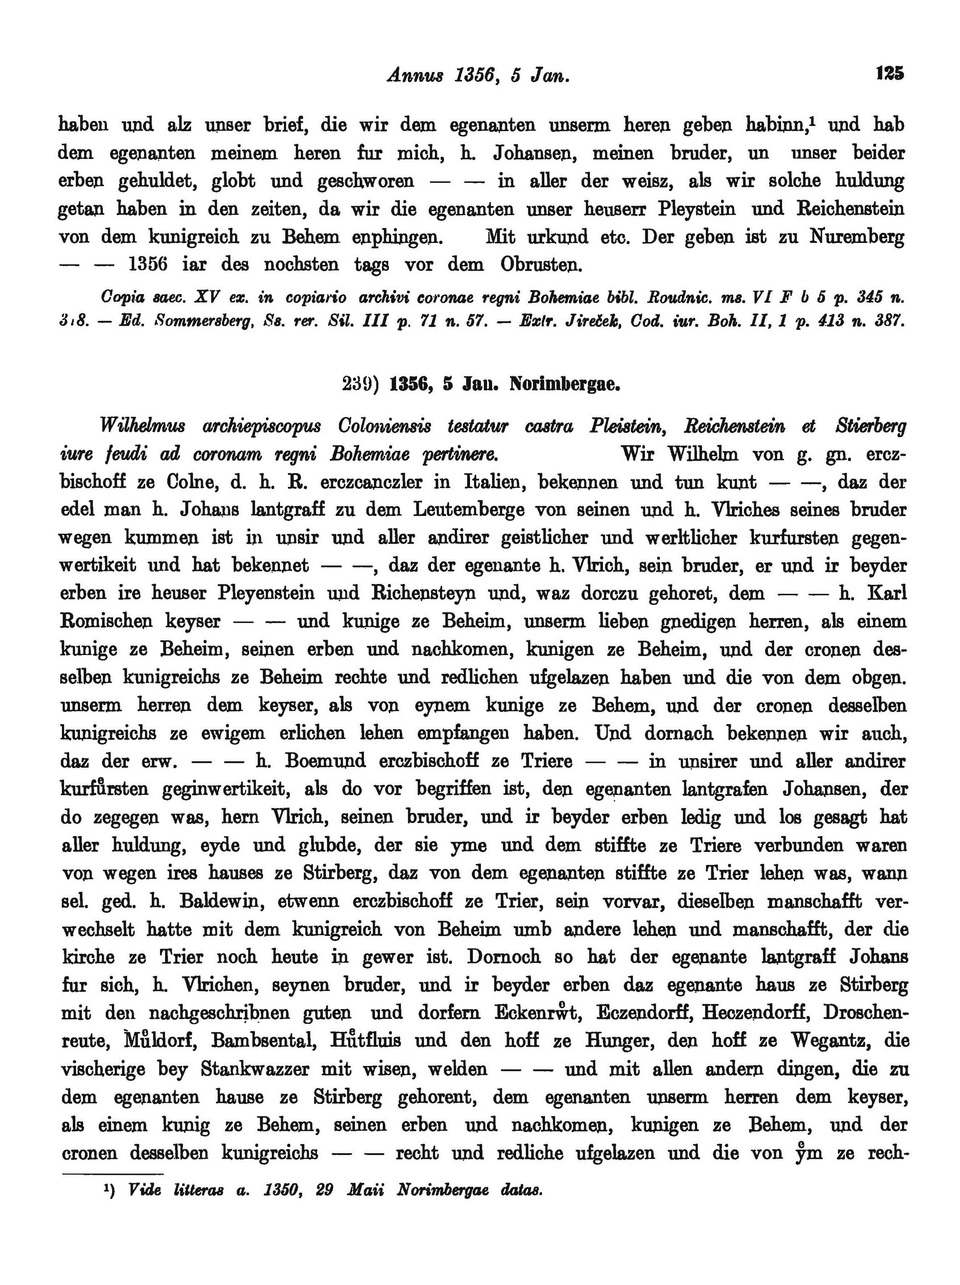 Annus 1356, 5 Jan. 125
haben und alz unser brief, die wir dem egenanten unserm heren geben habinn,¹ und hab
dem egenanten meinem heren fur mich, h. Johansen, meinen bruder, un unser beider
erben gehuldet, globt und geschworen — — in aller der weisz, als wir solche huldung
getan haben in den zeiten, da wir die egenanten unser heuserr Pleystein und Reichenstein
von dem kunigreich zu Behem enphingen. Mit urkund etc. Der geben ist zu Nuremberg
— — 1356 iar des nochsten tags vor dem Obrusten.
Copia saec. XV ex. in copiario archivi coronae regni Bohemiae bibl. Roudnic. ms. VI F b 5 p. 345 n.
318. — Ed. Sommersberg, Ss. rer. Sil. III p. 71 n. 57. — Extr. Jireček, Cod. iur. Boh. II, 1 p. 413 n. 387.
239) 1356, 5 Jan. Norimbergae.
Wilhelmus archiepiscopus Coloniensis testatur castra Pleistein, Reichenstein et Stierberg
iure feudi ad coronam regni Bohemiae pertinere. Wir Wilhelm von g. gn. ercz-
bischoff ze Colne, d. h. R. erczcanczler in Italien, bekennen und tun kunt — —, daz der
edel man h. Johans lantgraff zu dem Leutemberge von seinen und h. Vlriches seines bruder
wegen kummen ist in unsir und aller andirer geistlicher und werltlicher kurfursten gegen-
wertikeit und hat bekennet — —, daz der egenante h. Vlrich, sein bruder, er und ir beyder
erben ire heuser Pleyenstein und Richensteyn und, waz dorczu gehoret, dem — — h. Karl
Romischen keyser — — und kunige ze Beheim, unserm lieben gnedigen herren, als einem
kunige ze Beheim, seinen erben und nachkomen, kunigen ze Beheim, und der cronen des-
selben kunigreichs ze Beheim rechte und redlichen ufgelazen haben und die von dem obgen.
unserm herren dem keyser, als von eynem kunige ze Behem, und der cronen desselben
kunigreichs ze ewigem erlichen lehen empfangen haben. Und dornach bekennen wir auch,
daz der erw. — — h. Boemund erczbischoff ze Triere — — in unsirer und aller andirer
kurfuͤrsten geginwertikeit, als do vor begriffen ist, den egenanten lantgrafen Johansen, der
do zegegen was, hern Vlrich, seinen bruder, und ir beyder erben ledig und los gesagt hat
aller huldung, eyde und glubde, der sie yme und dem stiffte ze Triere verbunden waren
von wegen ires hauses ze Stirberg, daz von dem egenanten stiffte ze Trier lehen was, wann
sel. ged. h. Baldewin, etwenn erczbischoff ze Trier, sein vorvar, dieselben manschafft ver-
wechselt hatte mit dem kunigreich von Beheim umb andere lehen und manschafft, der die
kirche ze Trier noch heute in gewer ist. Dornoch so hat der egenante lantgraff Johans
fur sich, h. Vlrichen, seynen bruder, und ir beyder erben daz egenante haus ze Stirberg
mit den nachgeschribnen guten und dorfern Eckenrwͤt, Eczendorff, Heczendorff, Droschen-
reute, Muͤldorf, Bambsental, Huͤtfluis und den hoff ze Hunger, den hoff ze Wegantz, die
vischerige bey Stankwazzer mit wisen, welden — — und mit allen andern dingen, die zu
dem egenanten hause ze Stirberg gehorent, dem egenanten unserm herren dem keyser,
als einem kunig ze Behem, seinen erben und nachkomen, kunigen ze Behem, und der
cronen desselben kunigreichs — — recht und redliche ufgelazen und die von yͤm ze rech-
¹) Vide litteras a. 1350, 29 Maii Norimbergae datas.